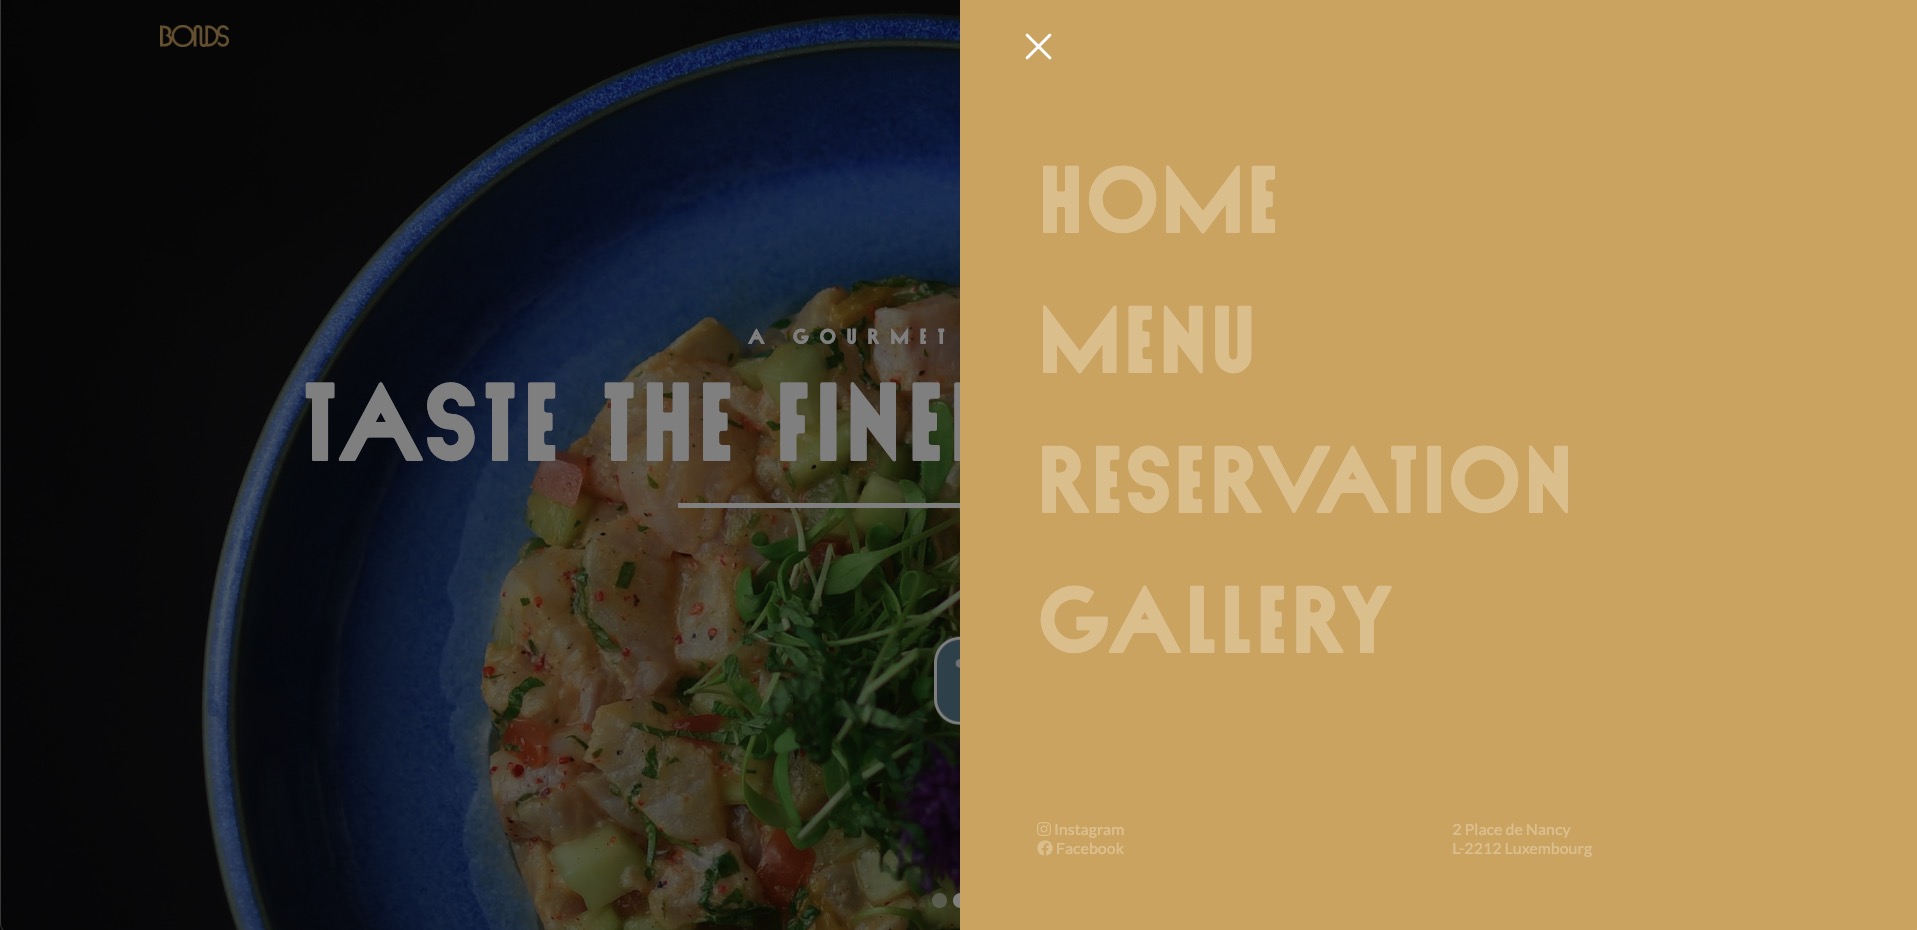 BONDS
A GOURMET
TASTE THE FINE
HOME
MENU
RESERVATION
GALLERY
Instagram
Facebook
2 Place de Nancy
L-2212 Luxembourg